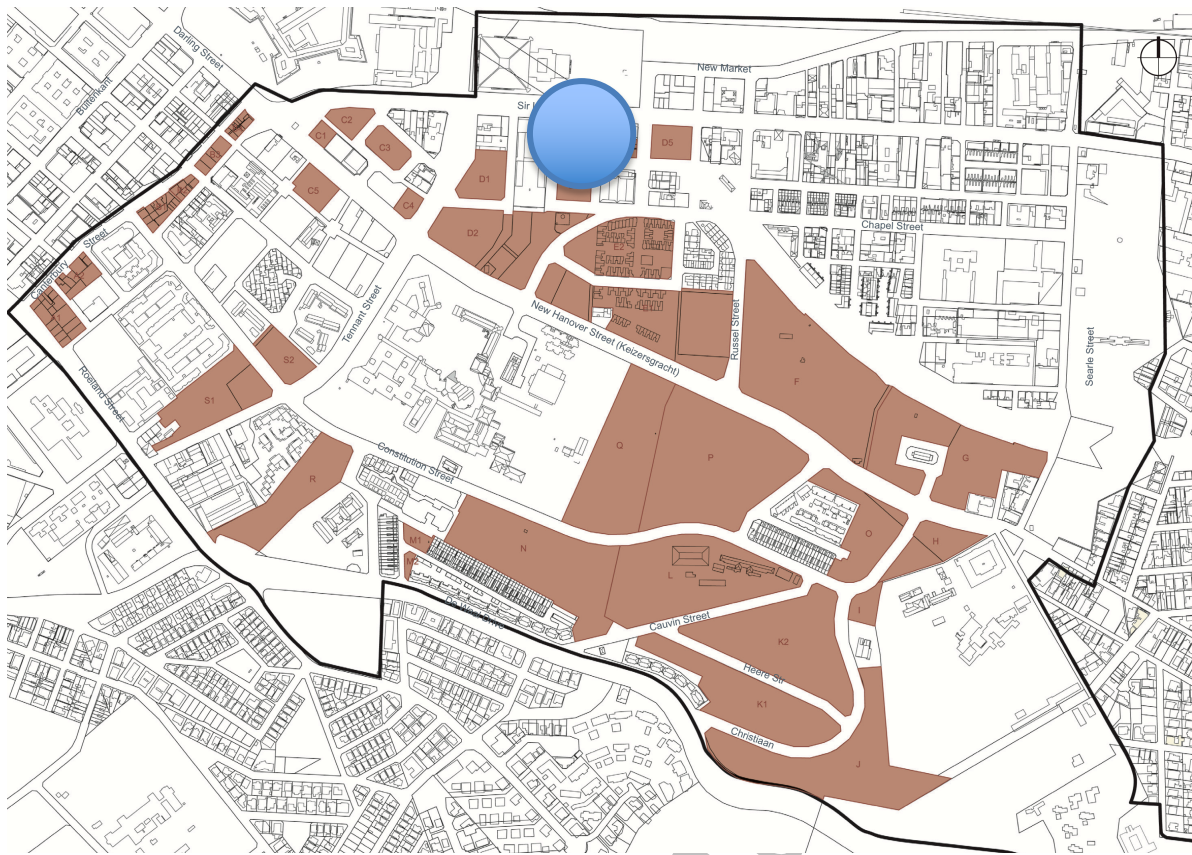 Darling Street
Buitenkant
New Market
Sir
C2
C1
C3
D5
D1
C5
C4
Chapel Street
D2
E2
Canterbury Street
Tennant Street
New Hanover Street (Keizersgracht)
Russel Street
Searle Street
S2
F
Roeland Street
S1
Q
P
G
Constitution Street
R
O
N
M1
H
M2
L
I
Cauvin Street
K2
Heere Str
K1
Christiaan
J